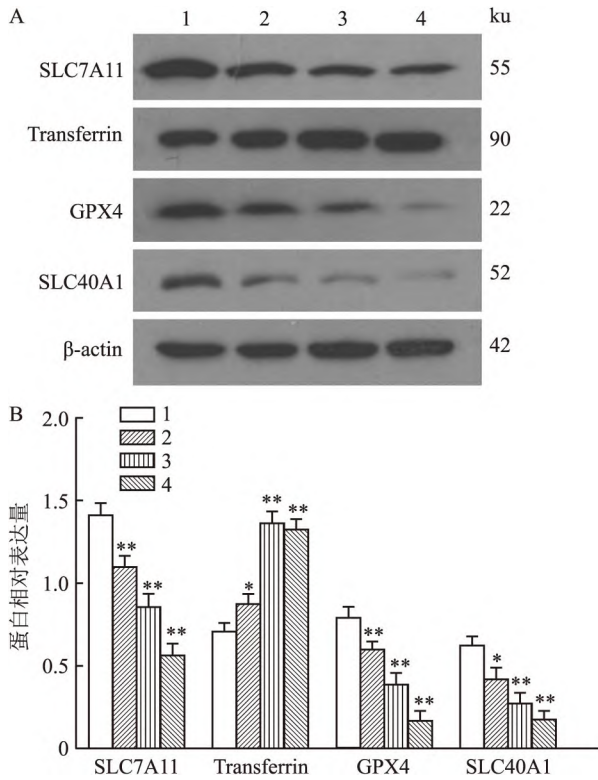 A 1 2 3 4 ku
SLC7A11 55
Transferrin 90
GPX4 22
SLC40A1 52
β-actin 42
B
蛋白相对表达量
2.0
1.5
1.0
0.5
0
1
2
3
4
** ** **
* ** **
** ** **
* ** **
SLC7A11 Transferrin GPX4 SLC40A1